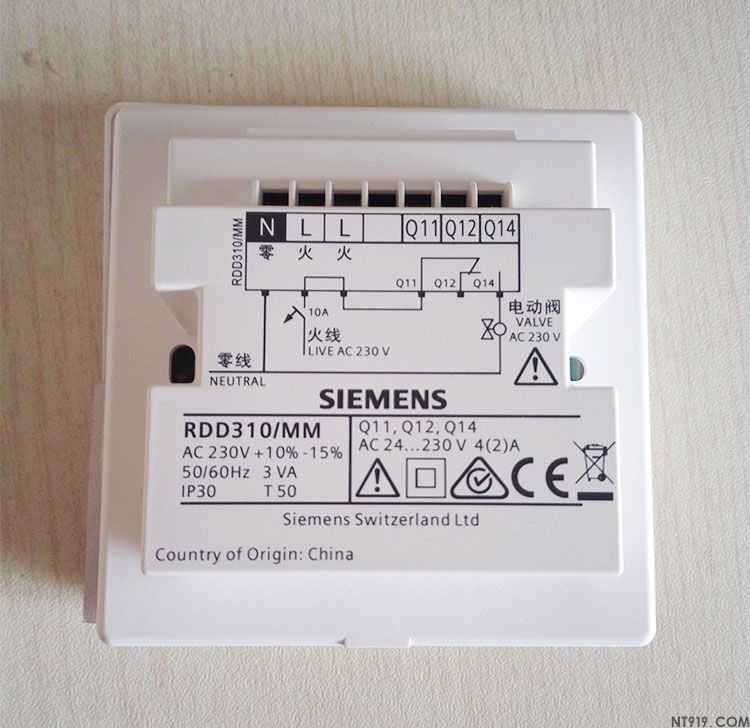 RDD310/MM
N L L Q11 Q12 Q14
零 火 火
Q11 Q12 Q14
10A
火线
LIVE AC 230 V
电动阀
VALVE
AC 230 V
零线
NEUTRAL
SIEMENS
RDD310/MM
AC 230V +10% -15%
50/60Hz 3 VA
IP30 T 50
Q11, Q12, Q14
AC 24...230 V 4(2)A
CE
Siemens Switzerland Ltd
Country of Origin: China
NT919.COM